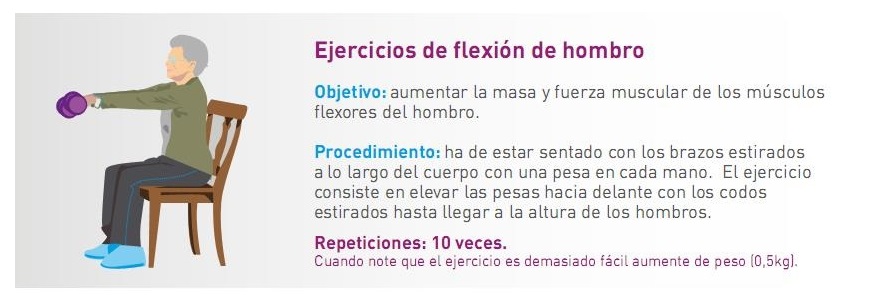 Ejercicios de flexión de hombro
Objetivo: aumentar la masa y fuerza muscular de los músculos
flexores del hombro.
Procedimiento: ha de estar sentado con los brazos estirados
a lo largo del cuerpo con una pesa en cada mano. El ejercicio
consiste en elevar las pesas hacia delante con los codos
estirados hasta llegar a la altura de los hombros.
Repeticiones: 10 veces.
Cuando note que el ejercicio es demasiado fácil aumente de peso (0,5kg).